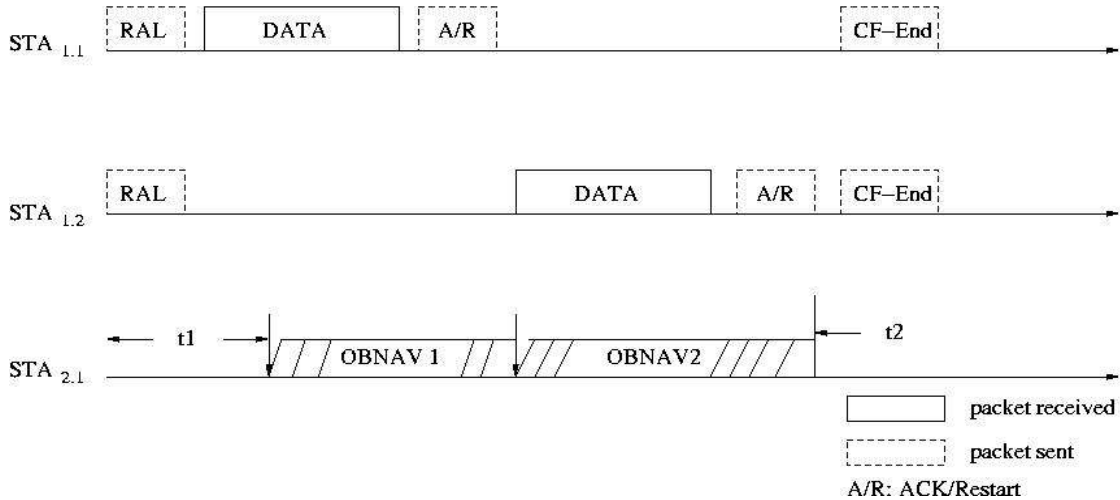 RAL DATA A/R CF-End
STA 1.1
RAL DATA A/R CF-End
STA 1.2
t1 OBNAV 1 OBNAV2 t2
STA 2.1
packet received
packet sent
A/R: ACK/Restart